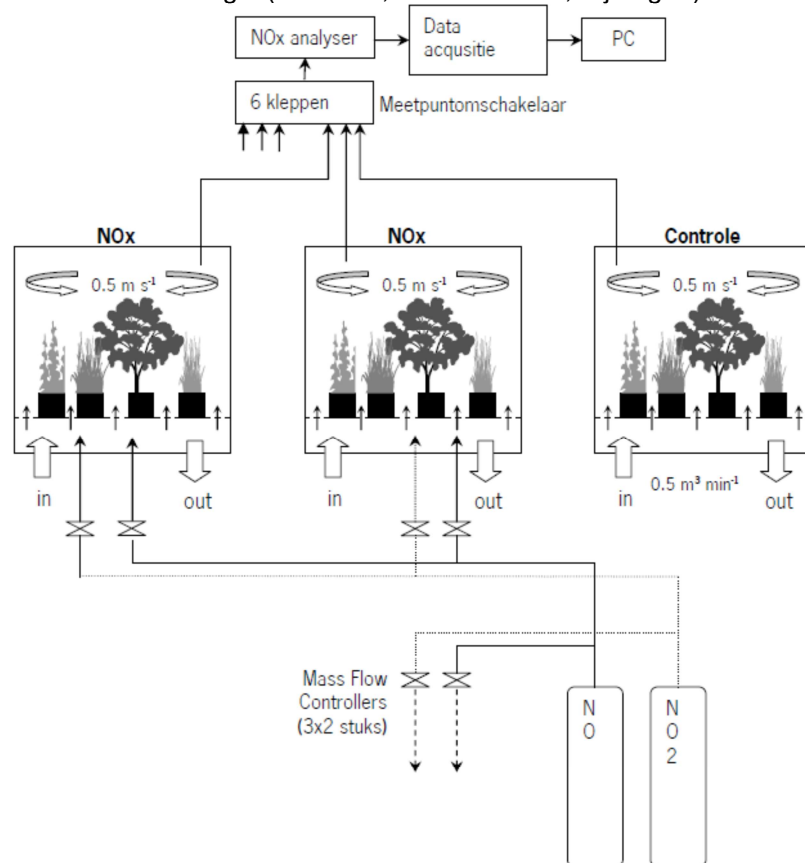 NOx analyser
Data
acqusitie
PC
6 kleppen
Meetpuntomschakelaar
NOx
NOx
Controle
0.5 m s⁻¹
0.5 m s⁻¹
0.5 m s⁻¹
in
out
in
out
in
0.5 m³ min⁻¹
out
Mass Flow
Controllers
(3x2 stuks)
N
O
N
O
2